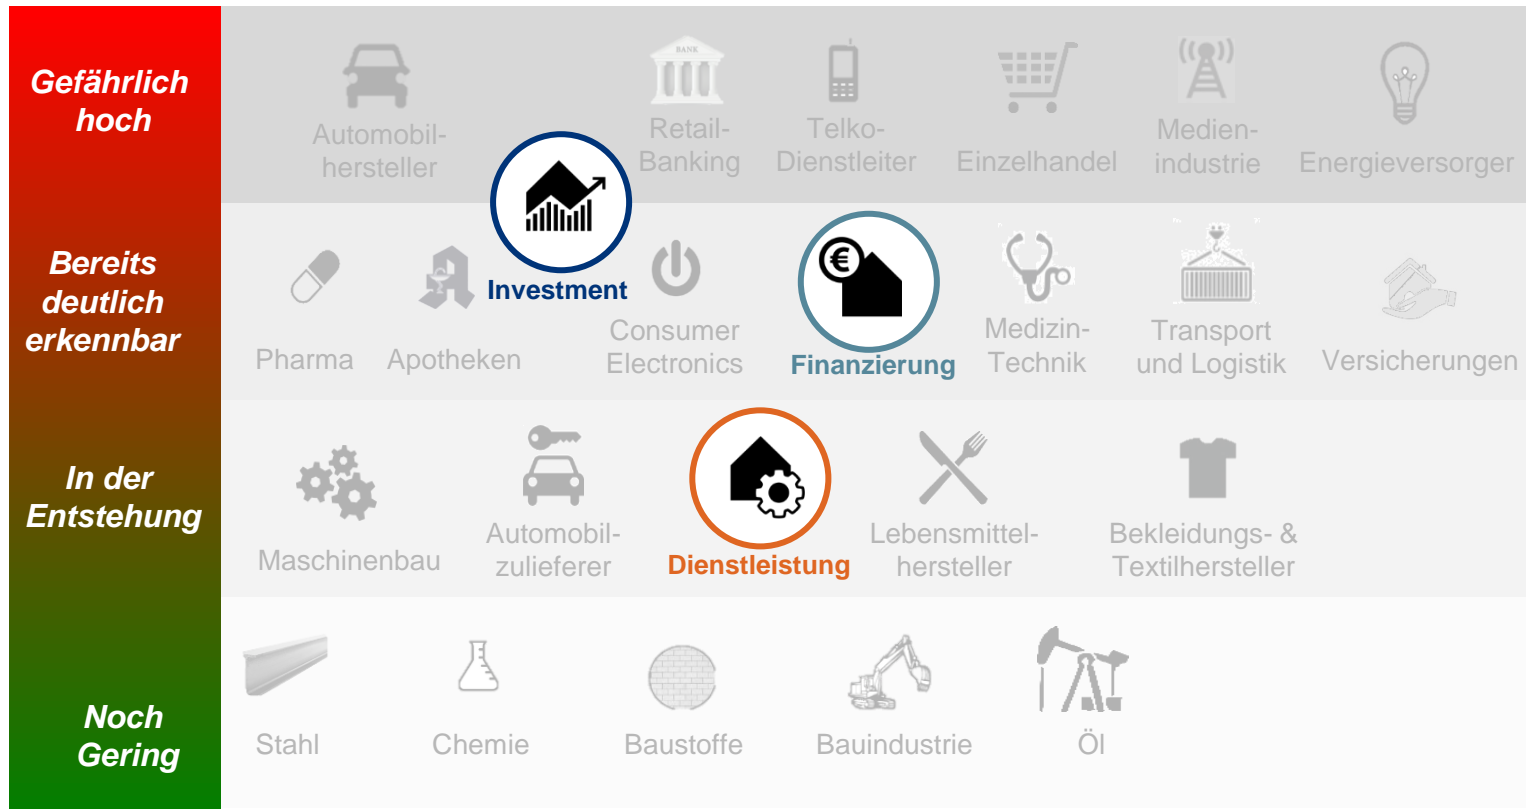 Gefährlich
hoch
BANK
Automobil-
hersteller
Retail-
Banking
Telko-
Dienstleiter
Einzelhandel
Medien-
industrie
Energieversorger
Bereits
deutlich
erkennbar
Pharma
Apotheken
Investment
Consumer
Electronics
€
Finanzierung
Medizin-
Technik
Transport
und Logistik
Versicherungen
In der
Entstehung
Maschinenbau
Automobil-
zulieferer
Dienstleistung
Lebensmittel-
hersteller
Bekleidungs- &
Textilhersteller
Noch
Gering
Stahl
Chemie
Baustoffe
Bauindustrie
Öl